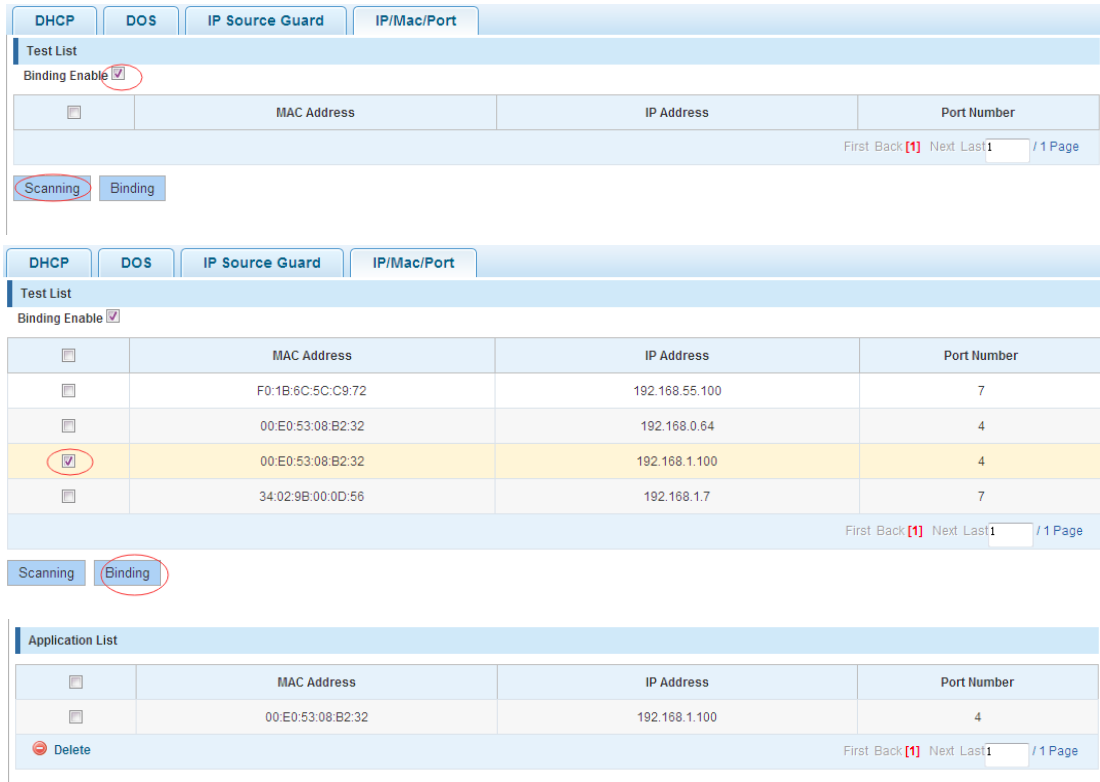 DHCP DOS IP Source Guard IP/Mac/Port
Test List
Binding Enable
MAC Address IP Address Port Number
First Back [1] Next Last 1 / 1 Page
Scanning Binding
DHCP DOS IP Source Guard IP/Mac/Port
Test List
Binding Enable
MAC Address IP Address Port Number
F0:1B:6C:5C:C9:72 192.168.55.100 7
00:E0:53:08:B2:32 192.168.0.64 4
00:E0:53:08:B2:32 192.168.1.100 4
34:02:9B:00:0D:56 192.168.1.7 7
First Back [1] Next Last 1 / 1 Page
Scanning Binding
Application List
MAC Address IP Address Port Number
00:E0:53:08:B2:32 192.168.1.100 4
Delete First Back [1] Next Last 1 / 1 Page